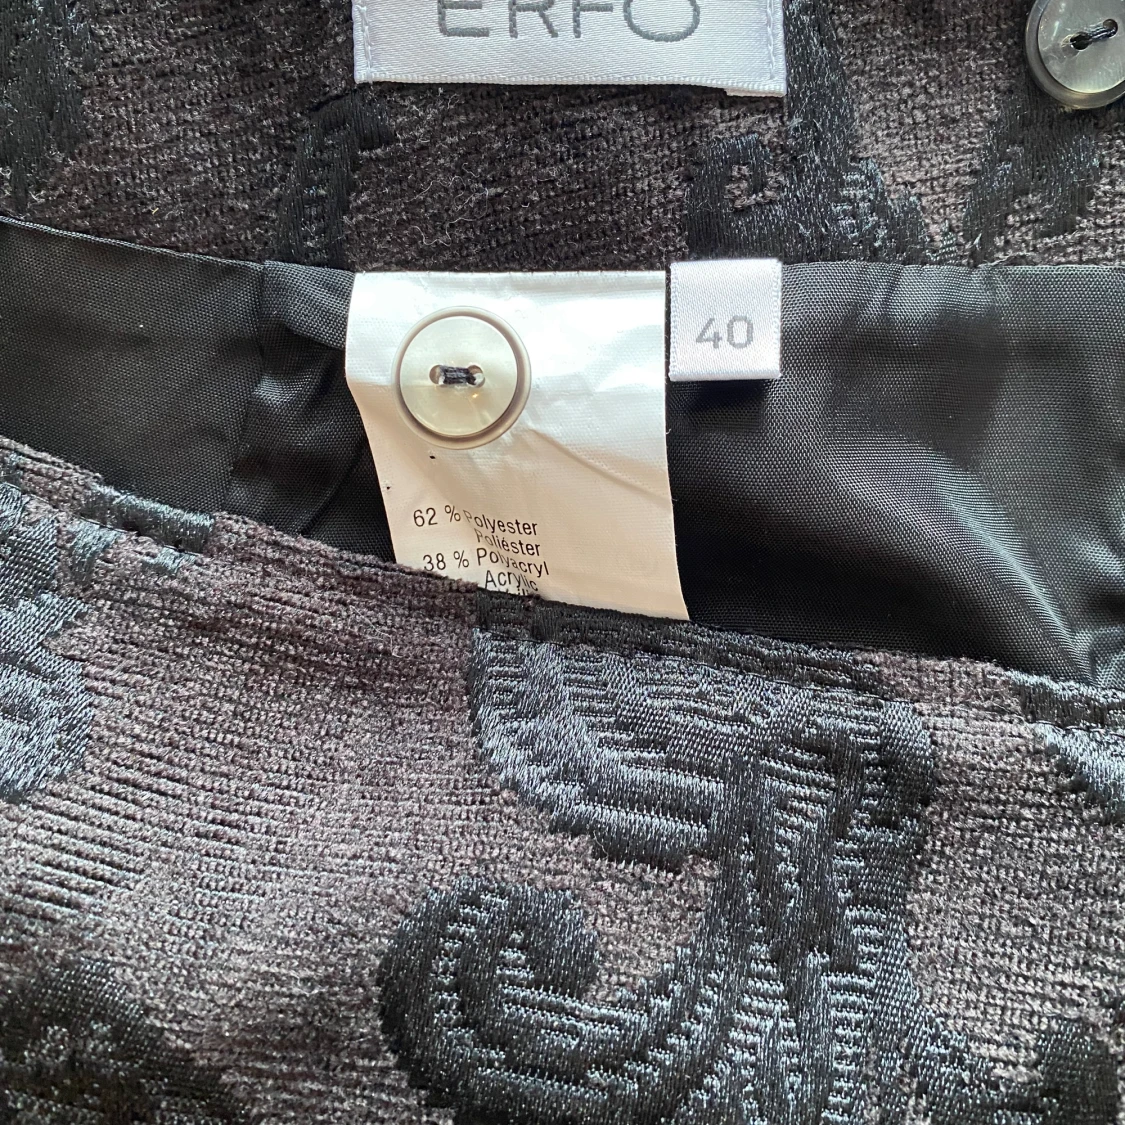 ERFO
40
62 % Polyester
Poliéster
38 % Polyacryl
Acrylic